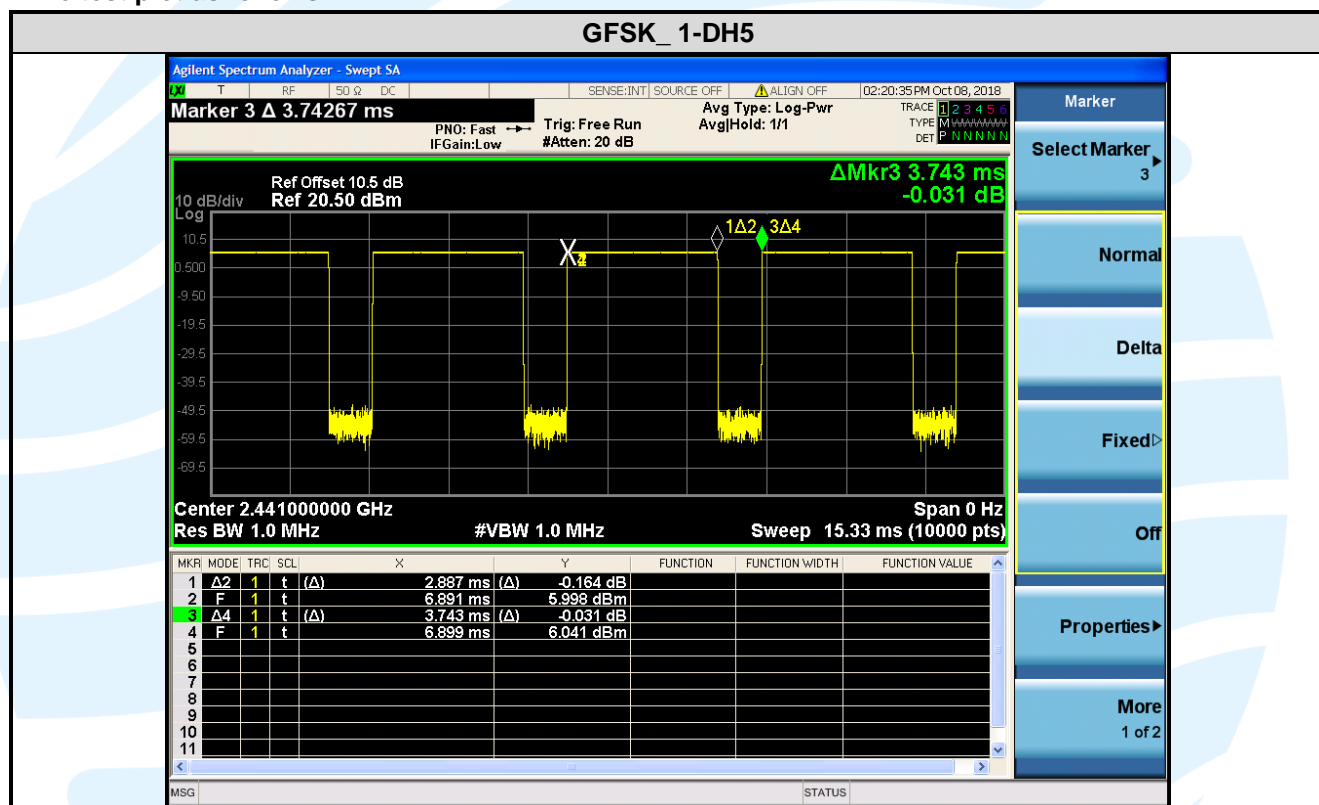 GFSK_ 1-DH5
Agilent Spectrum Analyzer - Swept SA
LXI T RF 50 Ω DC SENSE:INT SOURCE OFF ALIGN OFF 02:20:35 PM Oct 08, 2018
Marker 3 Δ 3.74267 ms
PNO: Fast
IFGain:Low
Trig: Free Run
#Atten: 20 dB
Avg Type: Log-Pwr
Avg|Hold: 1/1
TRACE 1 2 3 4 5 6
TYPE M WWWWW
DET P N N N N N
ΔMkr3 3.743 ms
-0.031 dB
Ref Offset 10.5 dB
10 dB/div Ref 20.50 dBm
Log
10.5
0.500
-9.50
-19.5
-29.5
-39.5
-49.5
-59.5
-69.5
1Δ2 3Δ4
Center 2.441000000 GHz Span 0 Hz
Res BW 1.0 MHz #VBW 1.0 MHz Sweep 15.33 ms (10000 pts)
MKR MODE TRC SCL X Y FUNCTION FUNCTION WIDTH FUNCTION VALUE
1 Δ2 1 t (Δ) 2.887 ms (Δ) -0.164 dB
2 F 1 t 6.891 ms 5.998 dBm
3 Δ4 1 t (Δ) 3.743 ms (Δ) -0.031 dB
4 F 1 t 6.899 ms 6.041 dBm
5
6
7
8
9
10
11
MSG STATUS
Marker
Select Marker
3
Normal
Delta
Fixed
Off
Properties
More
1 of 2